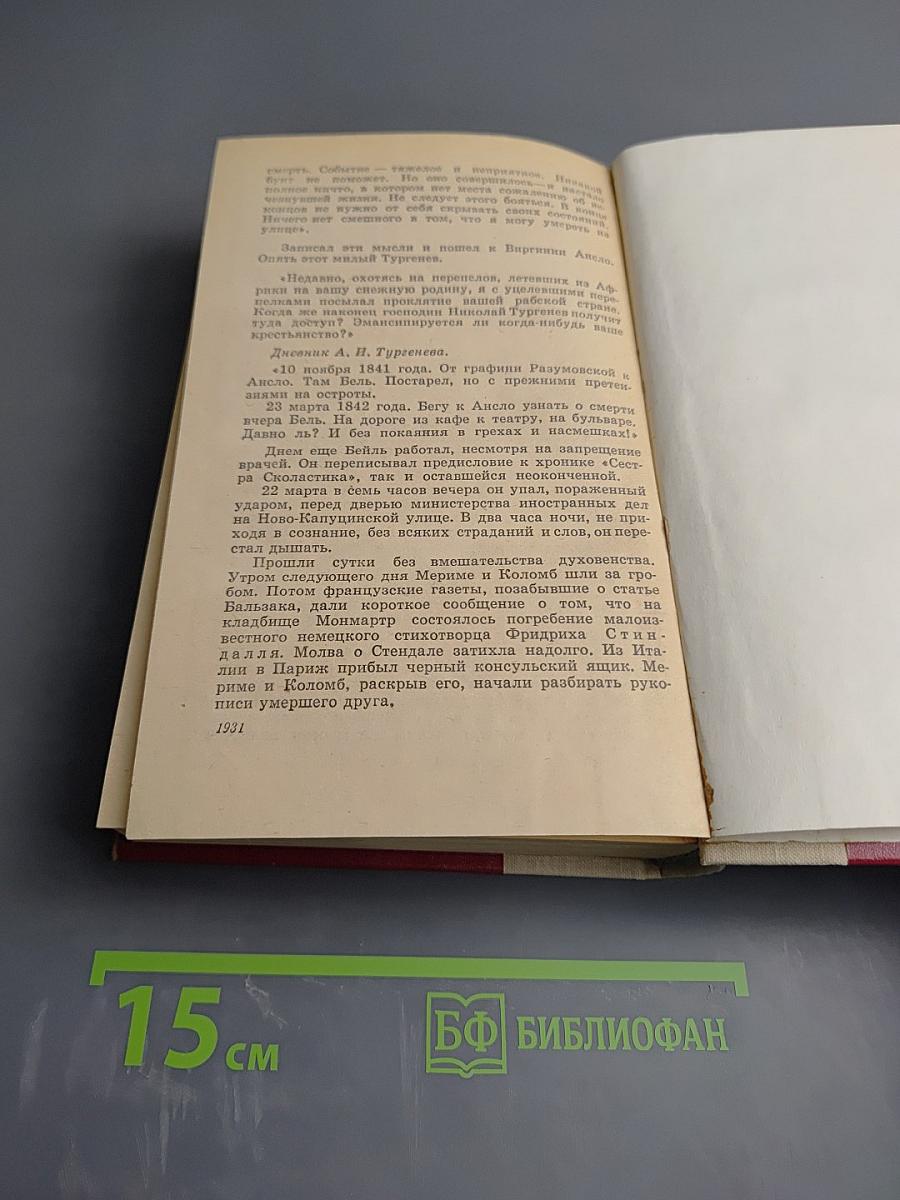 смерть. Событие — тяжелое и неприятное. Никакой
бунт не поможет. Но оно совершилось — и настало
полное ничто, в котором нет места сожалению об ис-
чезнувшей жизни. Не следует этого бояться. В конце
концов не нужно от себя скрывать своих состояний.
Ничего нет смешного в том, что я могу умереть на
улице».
Записал эти мысли и пошел к Виргинии Ансло.
Опять этот милый Тургенев.
«Недавно, охотясь на перепелов, летевших из Аф-
рики на вашу снежную родину, я с уцелевшими пере-
пелками посылал проклятие вашей рабской стране.
Когда же наконец господин Николай Тургенев получит
туда доступ? Эмансипируется ли когда-нибудь ваше
крестьянство?»
Дневник А. И. Тургенева.
«10 ноября 1841 года. От графини Разумовской к
Ансло. Там Бель. Постарел, но с прежними претен-
зиями на остроты.
23 марта 1842 года. Бегу к Ансло узнать о смерти
вчера Бель. На дороге из кафе к театру, на бульваре.
Давно ль? И без покаяния в грехах и насмешках!»
Днем еще Бейль работал, несмотря на запрещение
врачей. Он переписывал предисловие к хронике «Сест-
ра Сколастика», так и оставшейся неоконченной.
22 марта в семь часов вечера он упал, пораженный
ударом, перед дверью министерства иностранных дел
на Ново-Капуцинской улице. В два часа ночи, не при-
ходя в сознание, без всяких страданий и слов, он пере-
стал дышать.
Прошли сутки без вмешательства духовенства.
Утром следующего дня Мериме и Коломб шли за гро-
бом. Потом французские газеты, позабывшие о статье
Бальзака, дали короткое сообщение о том, что на
кладбище Монмартр состоялось погребение малоиз-
вестного немецкого стихотворца Фридриха Стин-
далля. Молва о Стендале затихла надолго. Из Ита-
лии в Париж прибыл черный консульский ящик. Ме-
риме и Коломб, раскрыв его, начали разбирать руко-
писи умершего друга.
1931
15 см
БФ БИБЛИОФАН